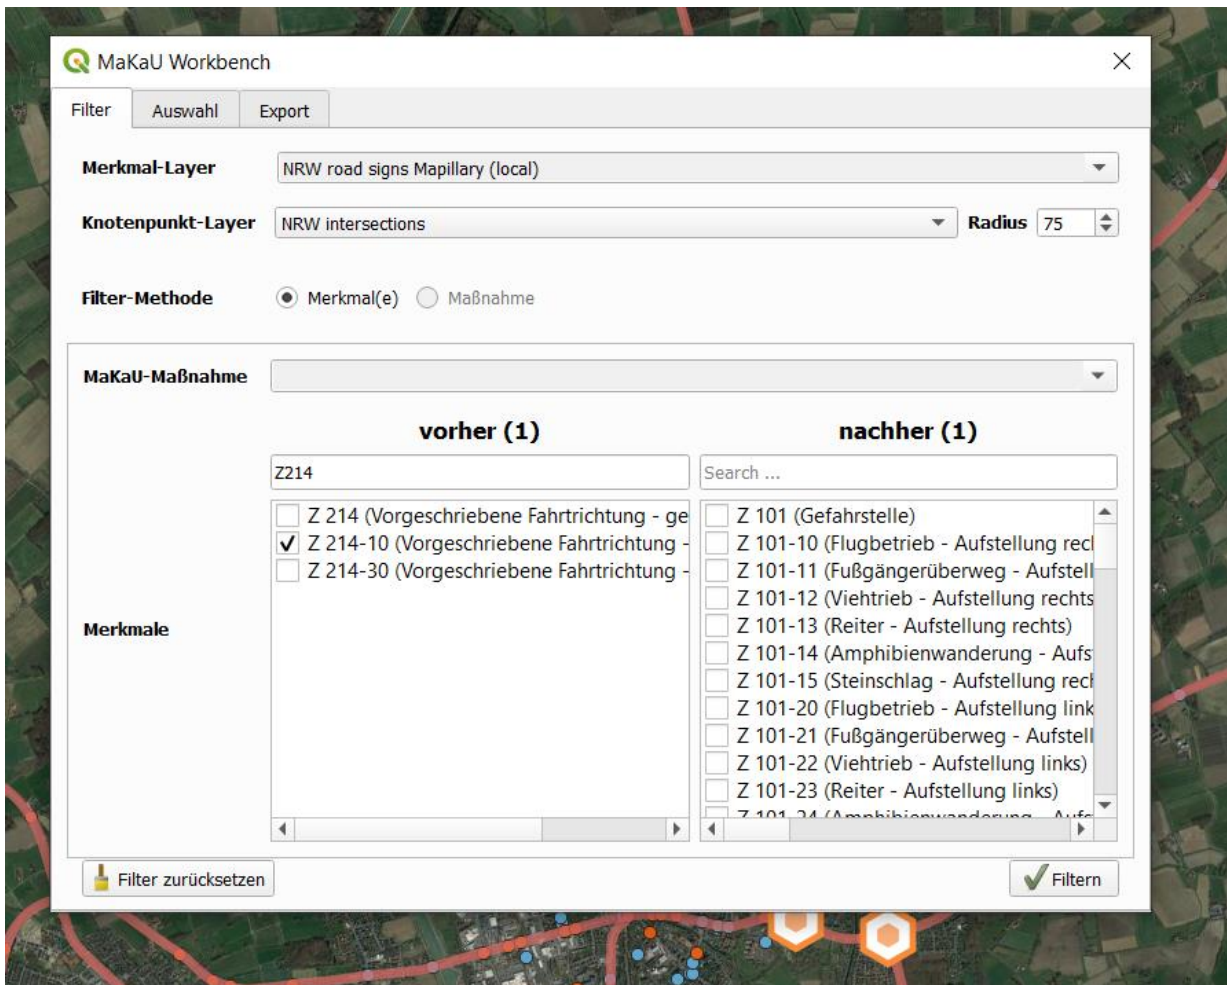 MaKaU Workbench
Filter Auswahl Export
Merkmal-Layer NRW road signs Mapillary (local)
Knotenpunkt-Layer NRW intersections Radius 75
Filter-Methode Merkmal(e) Maßnahme
MaKaU-Maßnahme
vorher (1) nachher (1)
Z214 Search ...
Z 214 (Vorgeschriebene Fahrtrichtung - ge
Z 214-10 (Vorgeschriebene Fahrtrichtung -
Z 214-30 (Vorgeschriebene Fahrtrichtung -
Z 101 (Gefahrstelle)
Z 101-10 (Flugbetrieb - Aufstellung recl
Z 101-11 (Fußgängerüberweg - Aufstell
Z 101-12 (Viehtrieb - Aufstellung rechts
Z 101-13 (Reiter - Aufstellung rechts)
Z 101-14 (Amphibienwanderung - Aufs
Z 101-15 (Steinschlag - Aufstellung recl
Z 101-20 (Flugbetrieb - Aufstellung link
Z 101-21 (Fußgängerüberweg - Aufstell
Z 101-22 (Viehtrieb - Aufstellung links)
Z 101-23 (Reiter - Aufstellung links)
Z 101-24 (Amphibienwanderung - Aufs
Merkmale
Filter zurücksetzen Filtern